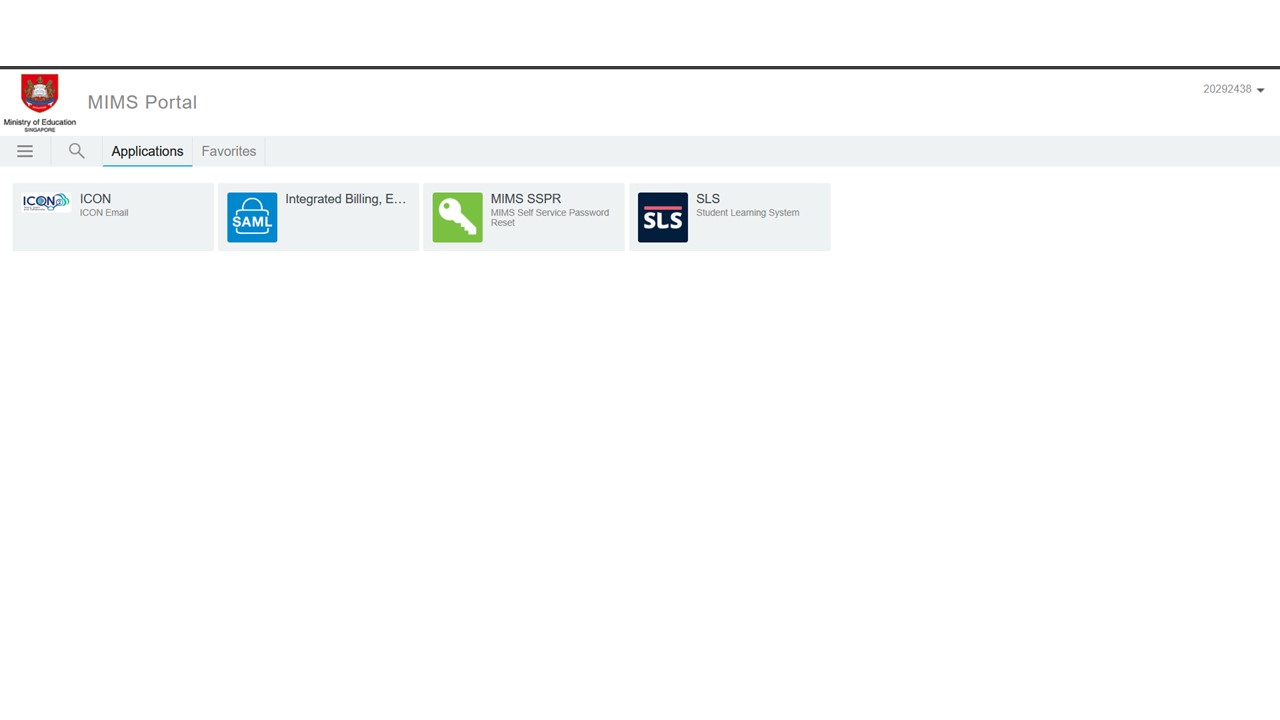 Ministry of Education
SINGAPORE
MIMS Portal
20292438
Applications
Favorites
ICON
ICON
ICON Email
SAML
Integrated Billing, E...
MIMS SSPR
MIMS Self Service Password
Reset
SLS
SLS
Student Learning System